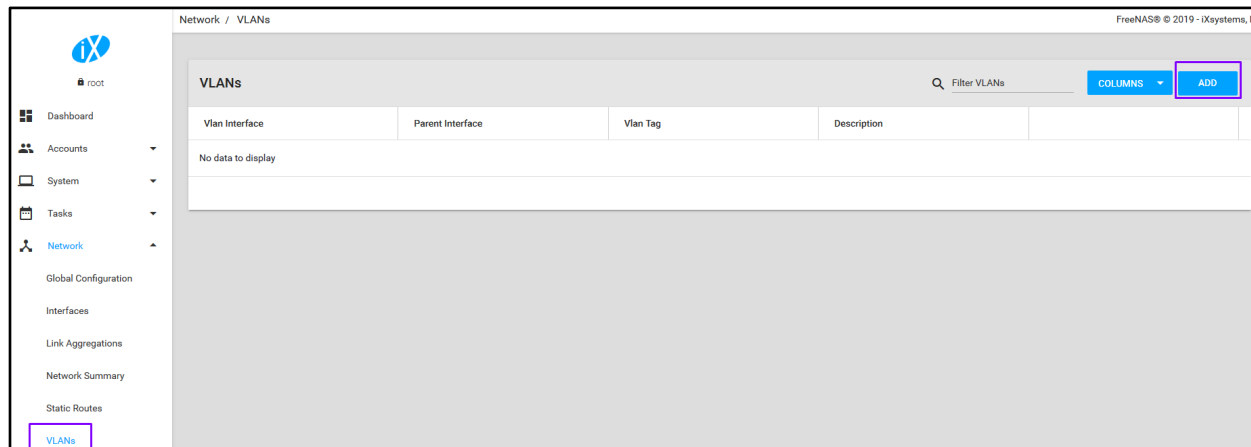 Network / VLANs
FreeNAS® © 2019 - iXsystems,
iX
root
VLANs
Filter VLANs
COLUMNS
ADD
Dashboard
Vlan Interface Parent Interface Vlan Tag Description
Accounts
No data to display
System
Tasks
Network
Global Configuration
Interfaces
Link Aggregations
Network Summary
Static Routes
VLANs